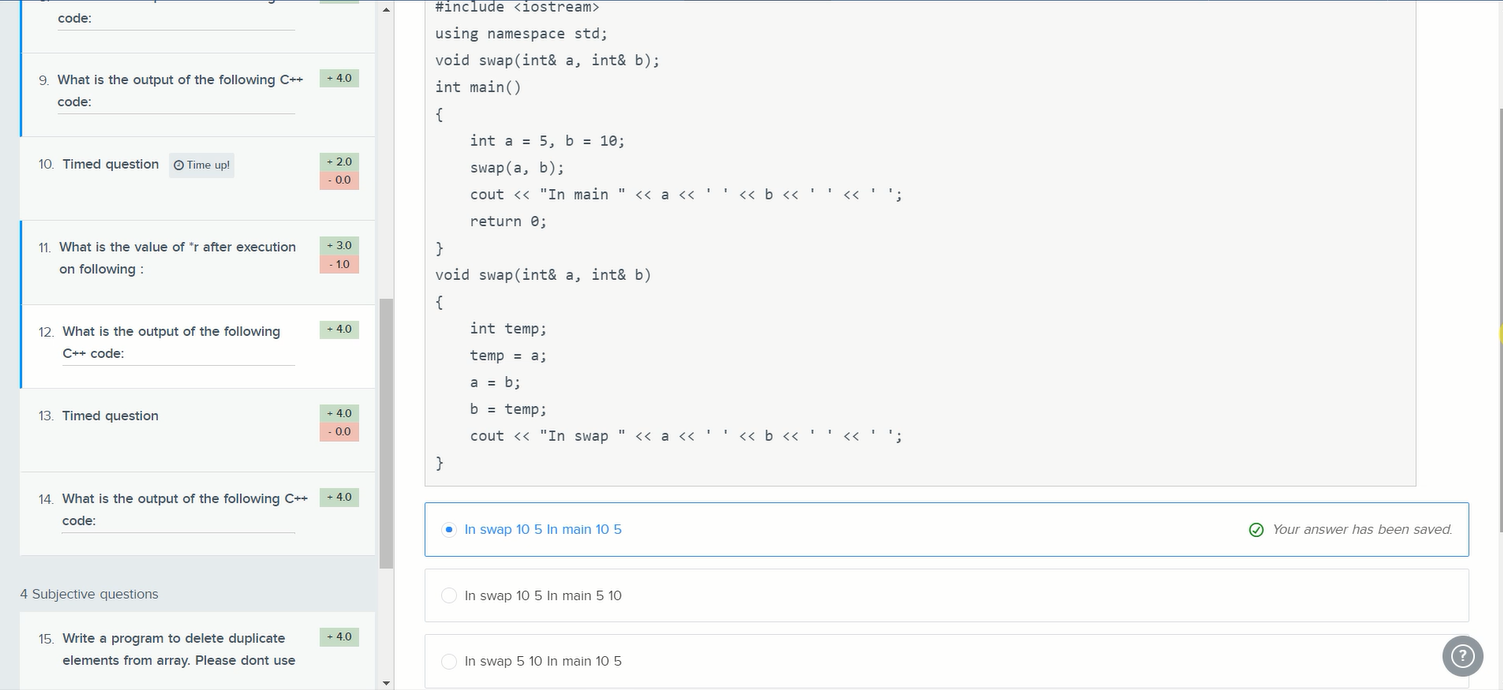 code:
9. What is the output of the following C++ + 4.0
code:
10. Timed question Time up! + 2.0
- 0.0
11. What is the value of *r after execution + 3.0
on following : - 1.0
12. What is the output of the following + 4.0
C++ code:
13. Timed question + 4.0
- 0.0
14. What is the output of the following C++ + 4.0
code:
4 Subjective questions
15. Write a program to delete duplicate + 4.0
elements from array. Please dont use
#include <iostream>
using namespace std;
void swap(int& a, int& b);
int main()
{
    int a = 5, b = 10;
    swap(a, b);
    cout << "In main " << a << ' ' << b << ' ' << ' ';
    return 0;
}
void swap(int& a, int& b)
{
    int temp;
    temp = a;
    a = b;
    b = temp;
    cout << "In swap " << a << ' ' << b << ' ' << ' ';
}
In swap 10 5 In main 10 5 Your answer has been saved.
In swap 10 5 In main 5 10
In swap 5 10 In main 10 5
?